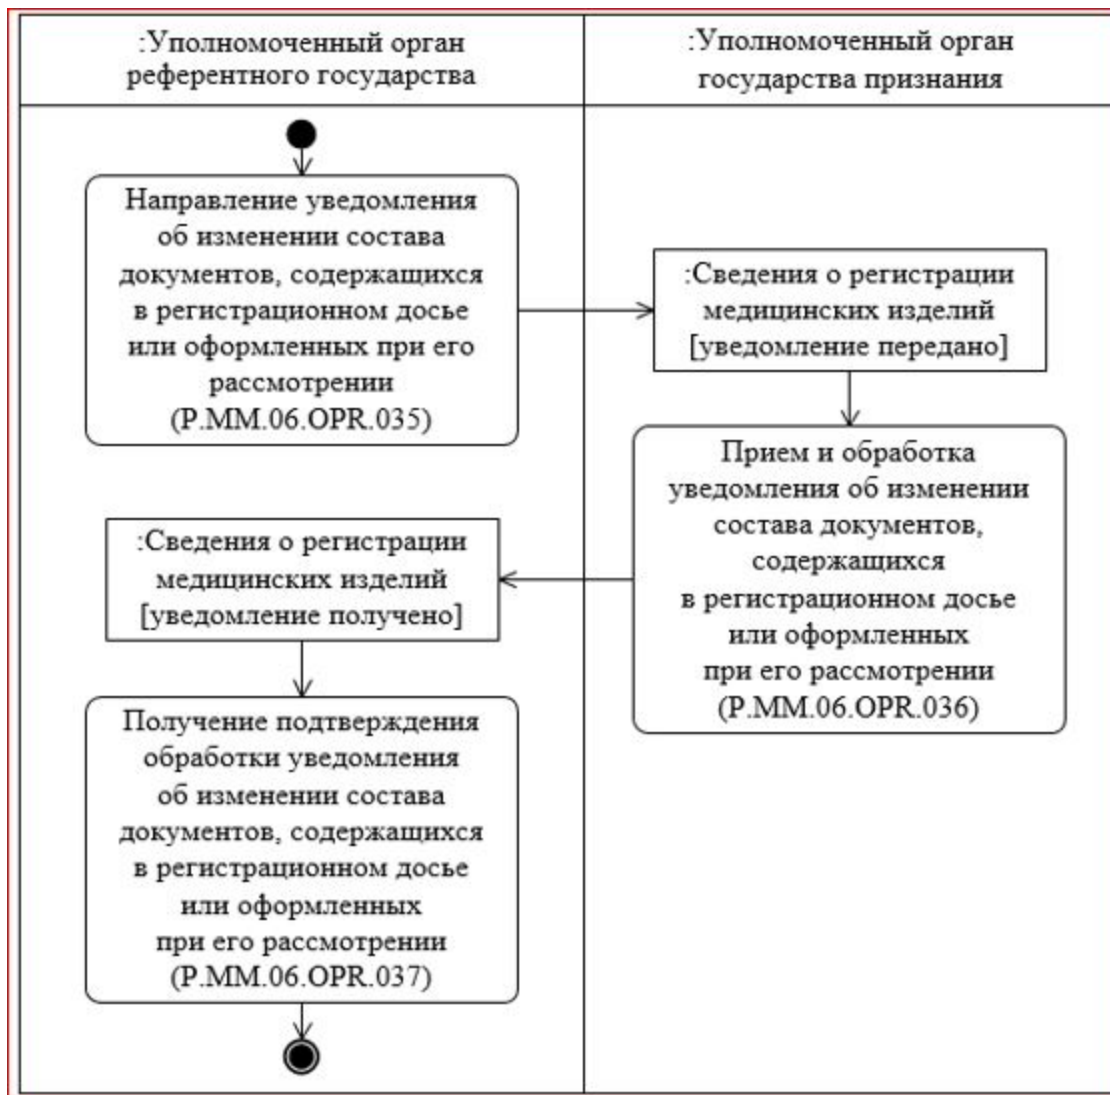 :Уполномоченный орган
референтного государства
:Уполномоченный орган
государства признания
Направление уведомления
об изменении состава
документов, содержащихся
в регистрационном досье
или оформленных при его
рассмотрении
(P.MM.06.OPR.035)
:Сведения о регистрации
медицинских изделий
[уведомление передано]
Прием и обработка
уведомления об изменении
состава документов,
содержащихся
в регистрационном досье
или оформленных
при его рассмотрении
(P.MM.06.OPR.036)
:Сведения о регистрации
медицинских изделий
[уведомление получено]
Получение подтверждения
обработки уведомления
об изменении состава
документов, содержащихся
в регистрационном досье
или оформленных
при его рассмотрении
(P.MM.06.OPR.037)